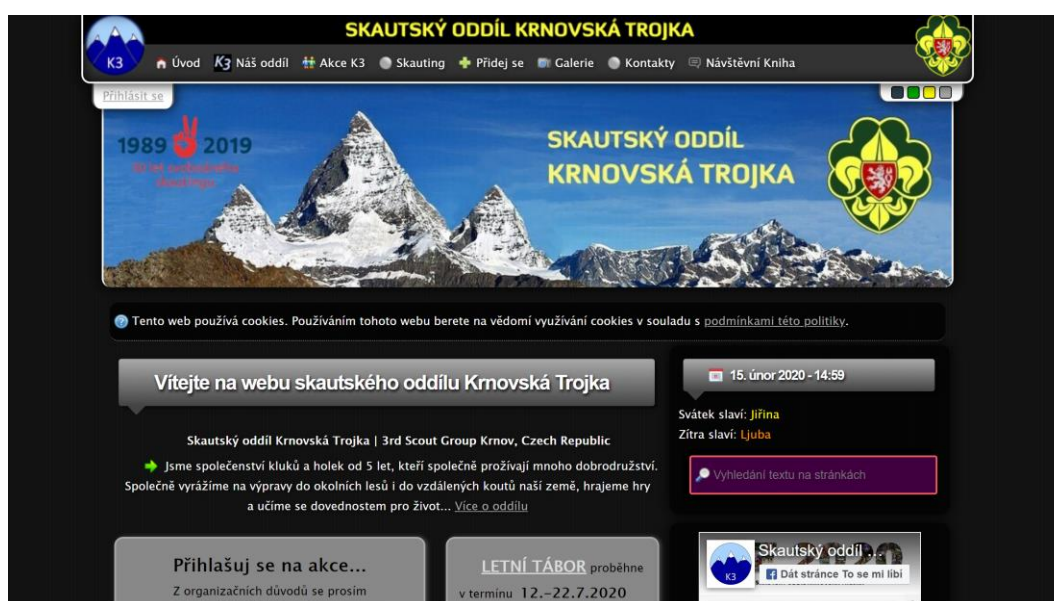 SKAUTSKÝ ODDÍL KRNOVSKÁ TROJKA
K3
Úvod K3 Náš oddíl Akce K3 Skauting Přidej se Galerie Kontakty Návštěvní Kniha
Přihlásit se
1989 2019
SKAUTSKÝ ODDÍL
KRNOVSKÁ TROJKA
Tento web používá cookies. Používáním tohoto webu berete na vědomí využívání cookies v souladu s podmínkami této politiky.
Vítejte na webu skautského oddílu Krnovská Trojka
Skautský oddíl Krnovská Trojka | 3rd Scout Group Krnov, Czech Republic
Jsme společenství kluků a holek od 5 let, kteří společně prožívají mnoho dobrodružství.
Společně vyrážíme na výpravy do okolních lesů i do vzdálených koutů naší země, hrajeme hry
a učíme se dovednostem pro život... Více o oddílu
Přihlašuj se na akce...
Z organizačních důvodů se prosím
LETNÍ TÁBOR proběhne
v termínu 12.–22.7.2020
15. únor 2020 - 14:59
Svátek slaví: Jiřina
Zítra slaví: Ljuba
Vyhledání textu na stránkách
Skautský oddíl ...
2020
K3
Dát stránce To se mi líbí